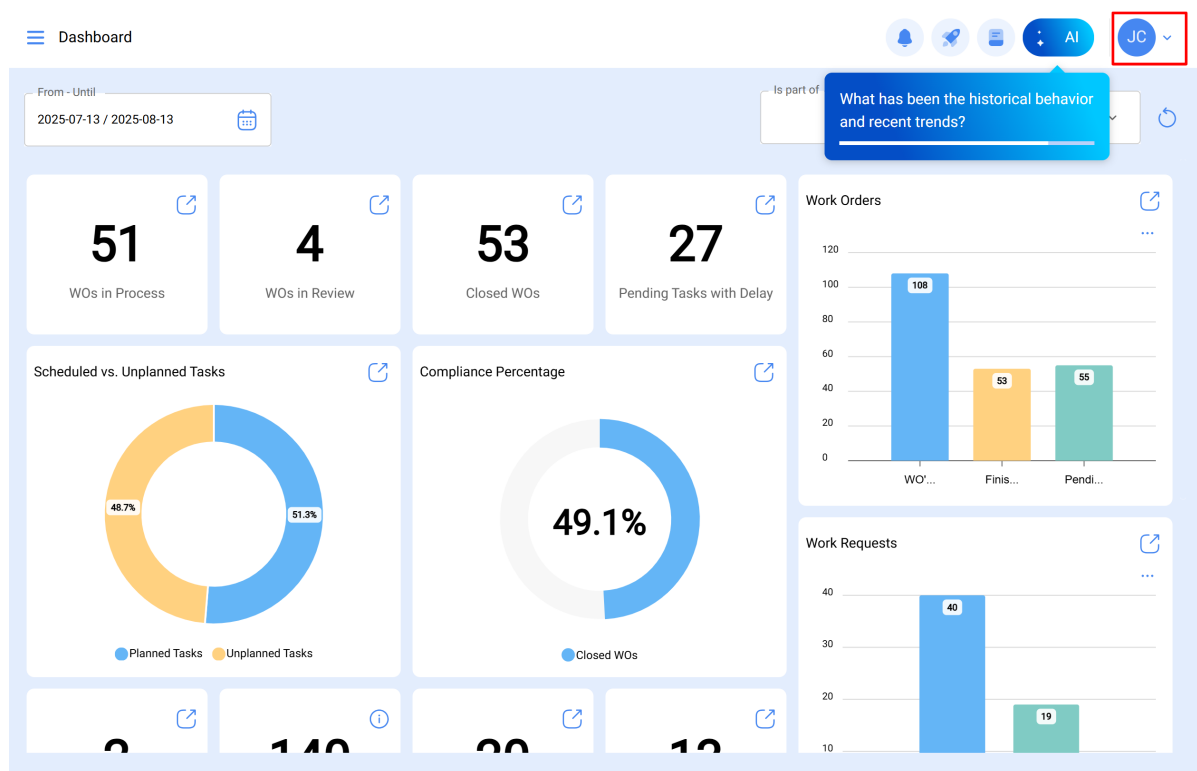 Dashboard
AI
JC
From - Until
2025-07-13 / 2025-08-13
Is part of
What has been the historical behavior
and recent trends?
51
WOs in Process
4
WOs in Review
53
Closed WOs
27
Pending Tasks with Delay
Work Orders
120
100
80
60
40
20
0
108
53
55
WO'...
Finis...
Pendi...
Scheduled vs. Unplanned Tasks
48.7%
51.3%
Planned Tasks
Unplanned Tasks
Compliance Percentage
49.1%
Closed WOs
Work Requests
40
30
20
10
40
19